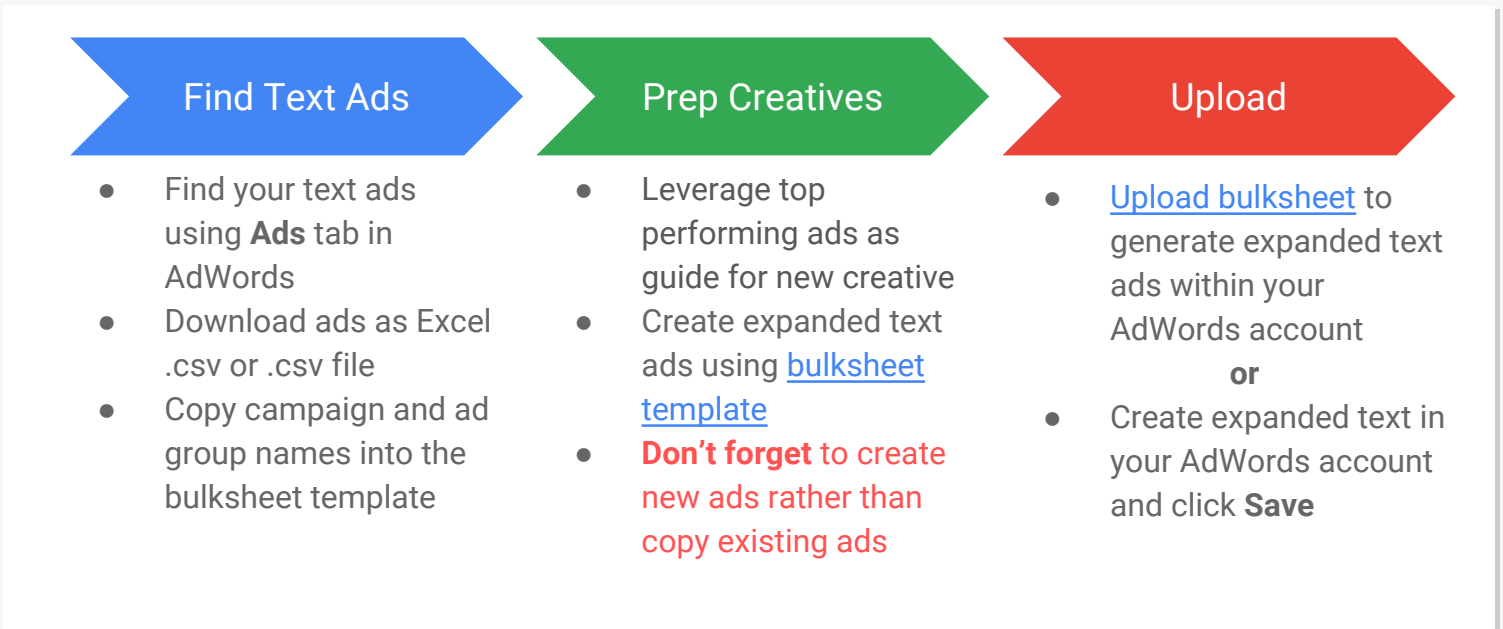 Find Text Ads
● Find your text ads
using Ads tab in
AdWords
● Download ads as Excel
.csv or .csv file
● Copy campaign and ad
group names into the
bulksheet template
Prep Creatives
● Leverage top
performing ads as
guide for new creative
● Create expanded text
ads using bulksheet
template
● Don’t forget to create
new ads rather than
copy existing ads
Upload
● Upload bulksheet to
generate expanded text
ads within your
AdWords account
or
● Create expanded text in
your AdWords account
and click Save